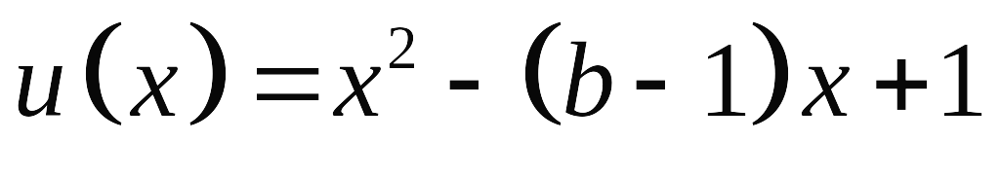 u(x)=x² - (b - 1)x +1